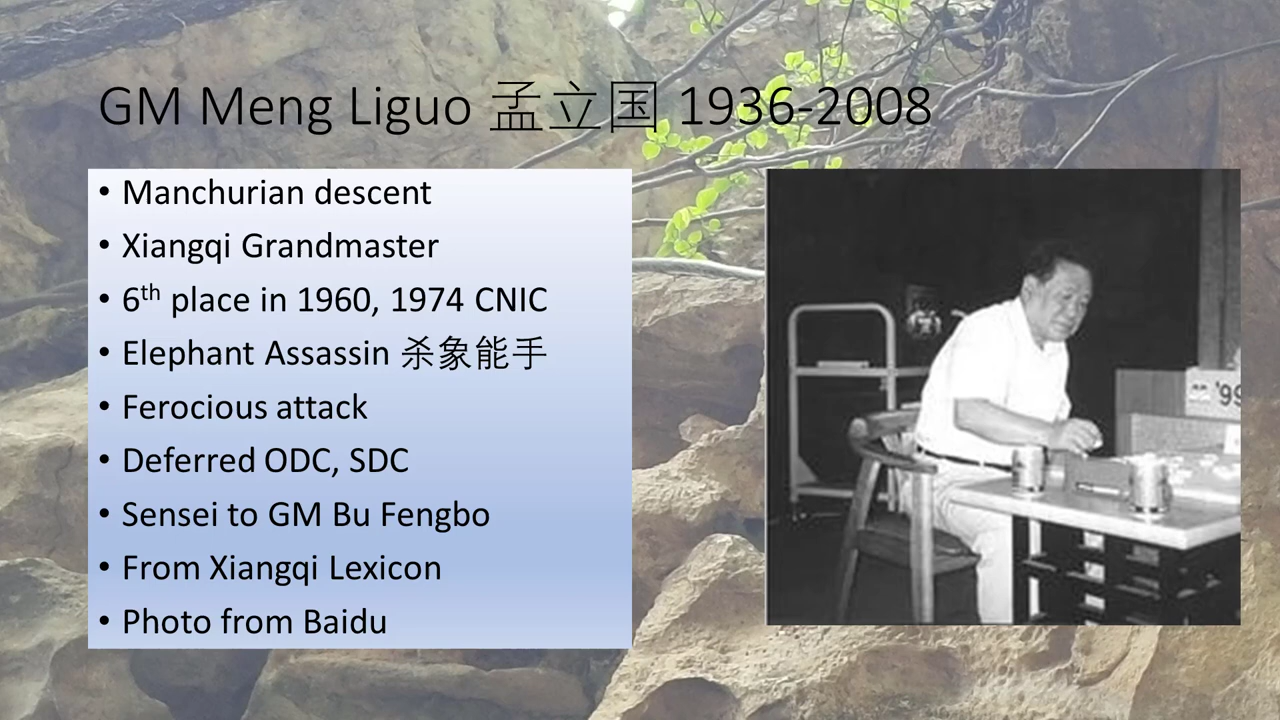 GM Meng Liguo 孟立国 1936-2008
• Manchurian descent
• Xiangqi Grandmaster
• 6th place in 1960, 1974 CNIC
• Elephant Assassin 杀象能手
• Ferocious attack
• Deferred ODC, SDC
• Sensei to GM Bu Fengbo
• From Xiangqi Lexicon
• Photo from Baidu
'99